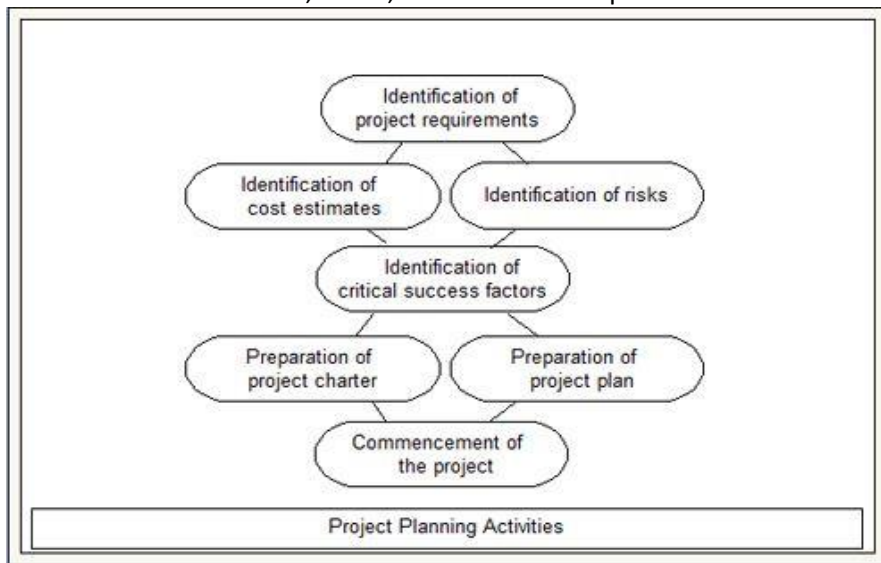 Identification of
project requirements
Identification of
cost estimates
Identification of risks
Identification of
critical success factors
Preparation of
project charter
Preparation of
project plan
Commencement of
the project
Project Planning Activities